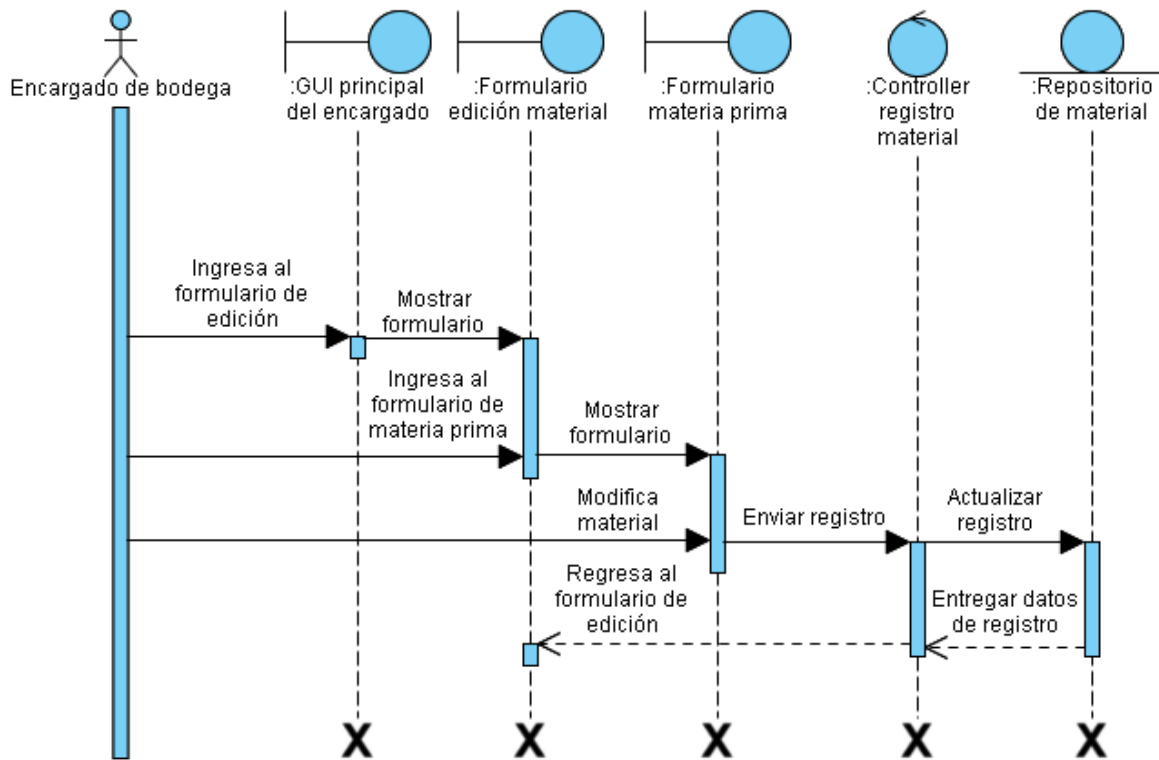 Encargado de bodega
:GUI principal
del encargado
:Formulario
edición material
:Formulario
materia prima
:Controller
registro
material
:Repositorio
de material
Ingresa al
formulario de
edición
Mostrar
formulario
Ingresa al
formulario de
materia prima
Mostrar
formulario
Modifica
material
Enviar registro
Actualizar
registro
Regresa al
formulario de
edición
Entregar datos
de registro